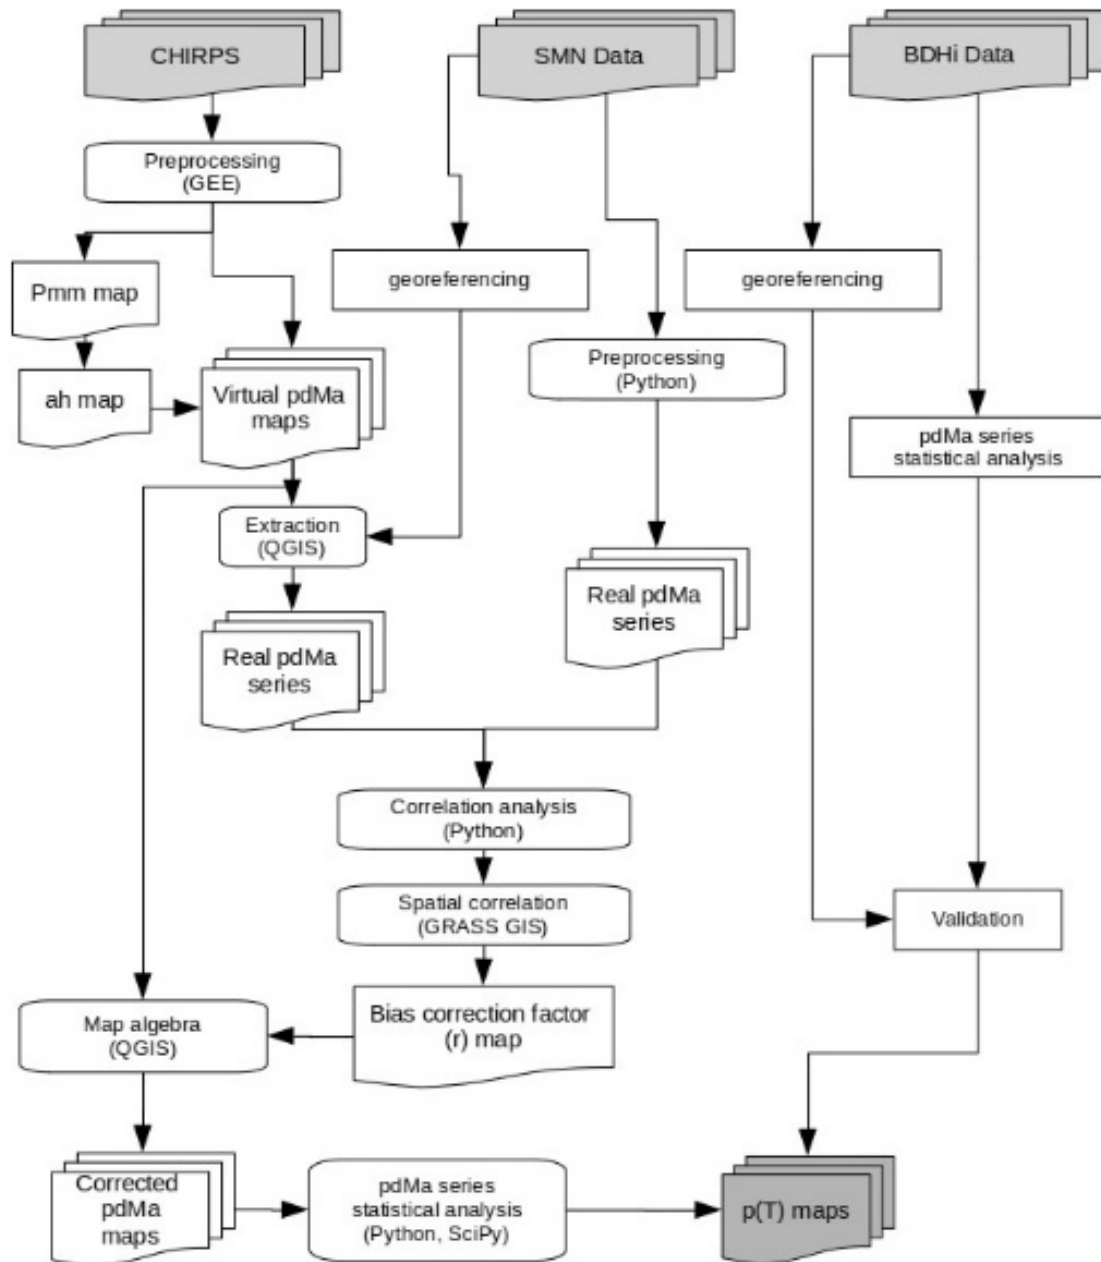 CHIRPS
SMN Data
BDHi Data
Preprocessing
(GEE)
georeferencing
georeferencing
Pmm map
Preprocessing
(Python)
ah map
Virtual pdMa
maps
pdMa series
statistical analysis
Extraction
(QGIS)
Real pdMa
series
Real pdMa
series
Correlation analysis
(Python)
Spatial correlation
(GRASS GIS)
Validation
Bias correction factor
(r) map
Map algebra
(QGIS)
Corrected
pdMa
maps
pdMa series
statistical analysis
(Python, SciPy)
p(T) maps